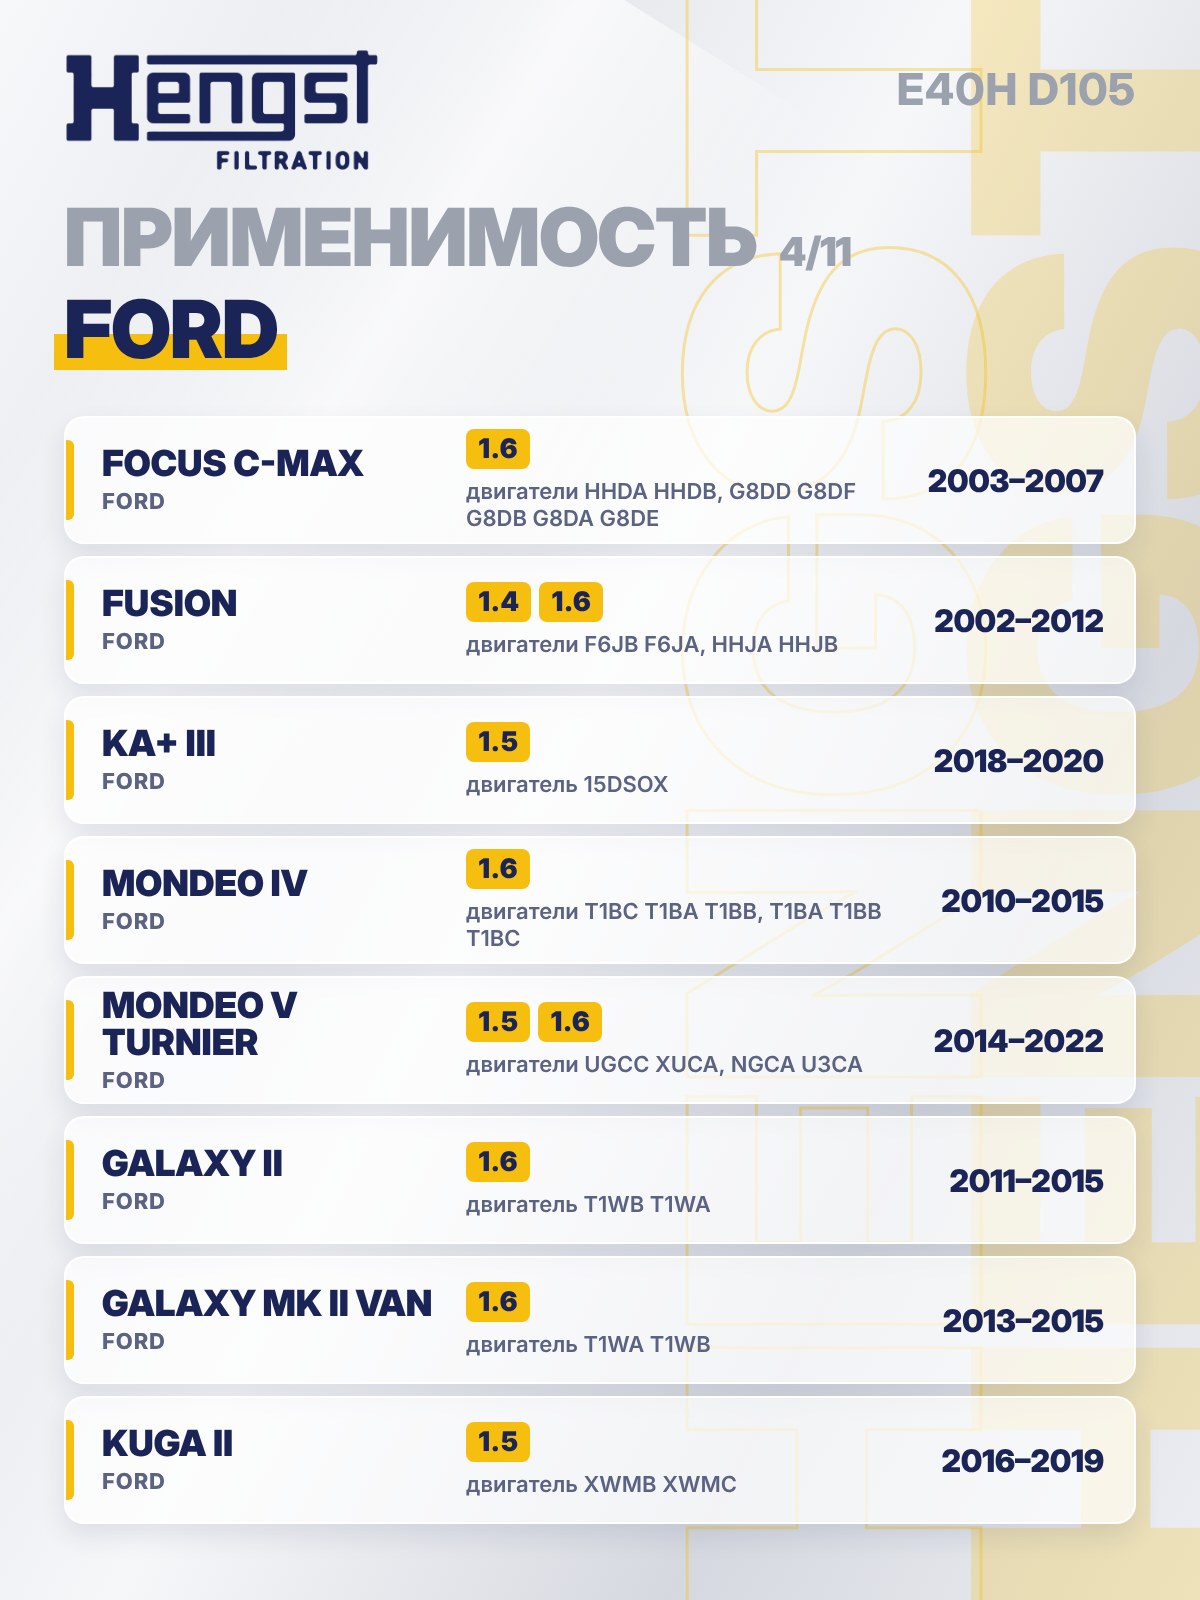 Hengst
FILTRATION
E40H D105
ПРИМЕНИМОСТЬ 4/11
FORD
FOCUS C-MAX
FORD
1.6
двигатели HHDA HHDB, G8DD G8DF
G8DB G8DA G8DE
2003–2007
FUSION
FORD
1.4 1.6
двигатели F6JB F6JA, HHJA HHJB
2002–2012
KA+ III
FORD
1.5
двигатель 15DSOX
2018–2020
MONDEO IV
FORD
1.6
двигатели T1BC T1BA T1BB, T1BA T1BB
T1BC
2010–2015
MONDEO V
TURNIER
FORD
1.5 1.6
двигатели UGCC XUCA, NGCA U3CA
2014–2022
GALAXY II
FORD
1.6
двигатель T1WB T1WA
2011–2015
GALAXY MK II VAN
FORD
1.6
двигатель T1WA T1WB
2013–2015
KUGA II
FORD
1.5
двигатель XWMB XWMC
2016–2019
HENGST
HENGST